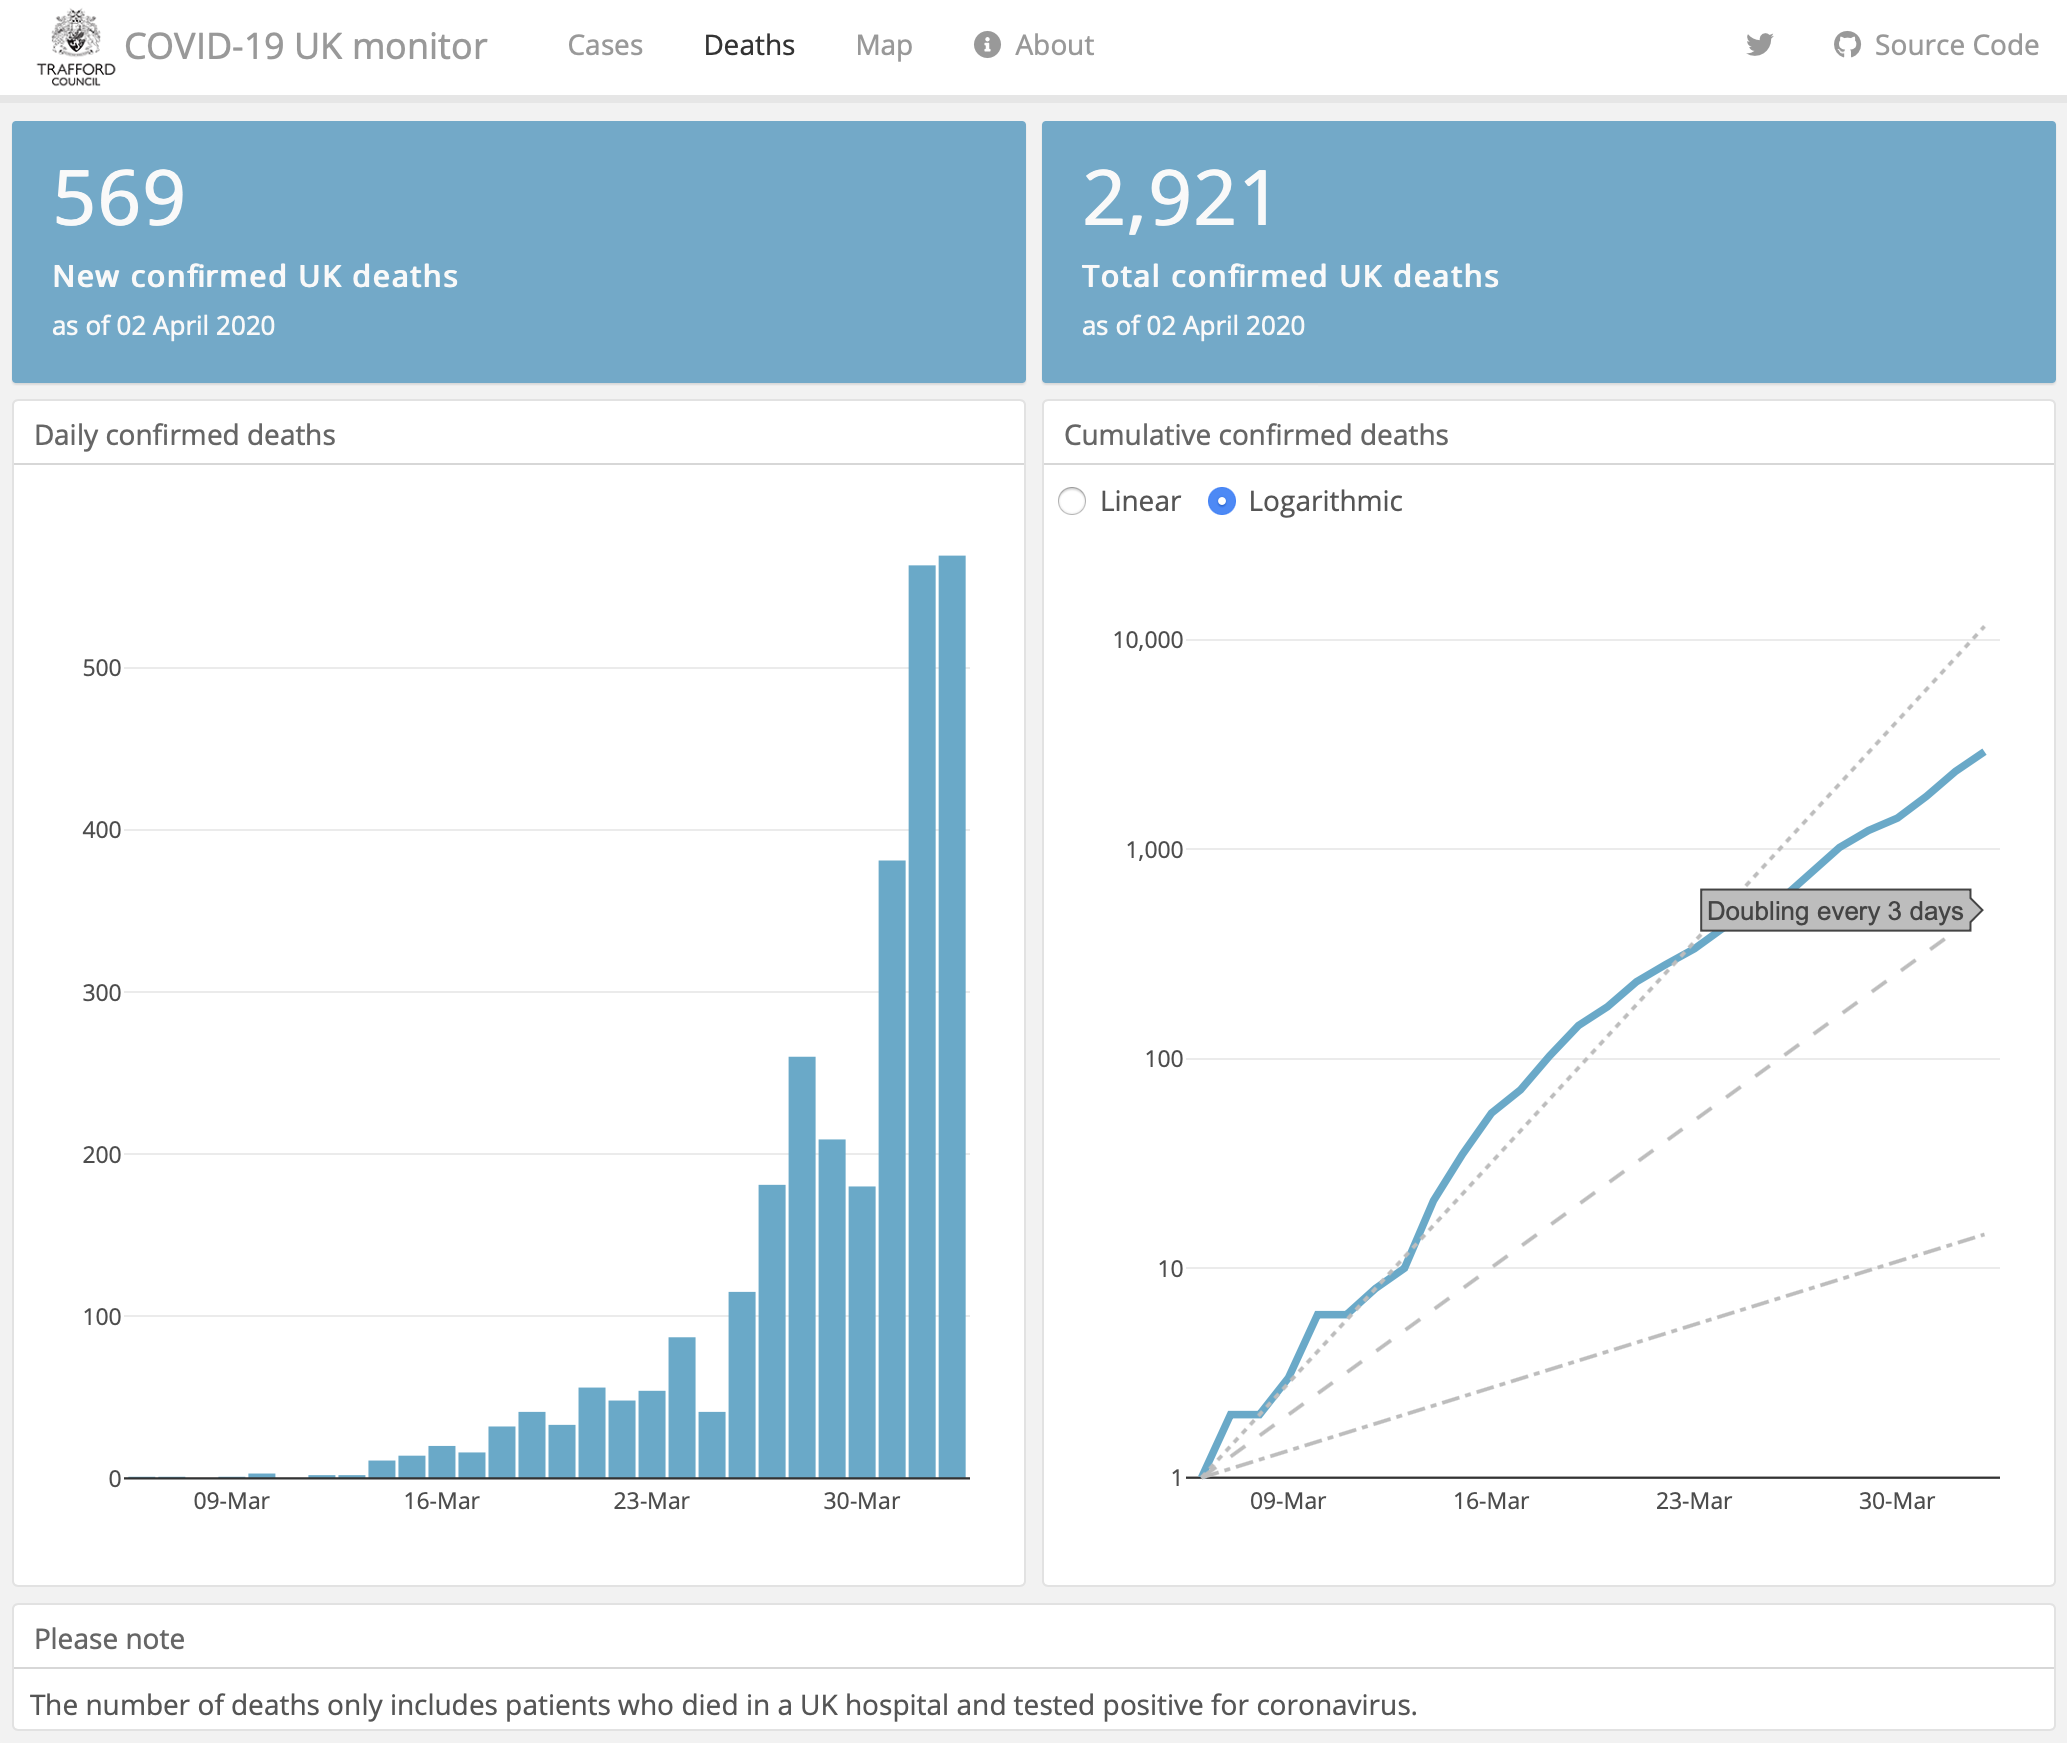 TRAFFORD
COUNCIL
COVID-19 UK monitor
Cases
Deaths
Map
About
Source Code
569
New confirmed UK deaths
as of 02 April 2020
2,921
Total confirmed UK deaths
as of 02 April 2020
Daily confirmed deaths
500
400
300
200
100
0
09-Mar
16-Mar
23-Mar
30-Mar
Cumulative confirmed deaths
Linear
Logarithmic
10,000
1,000
Doubling every 3 days
100
10
1
09-Mar
16-Mar
23-Mar
30-Mar
Please note
The number of deaths only includes patients who died in a UK hospital and tested positive for coronavirus.